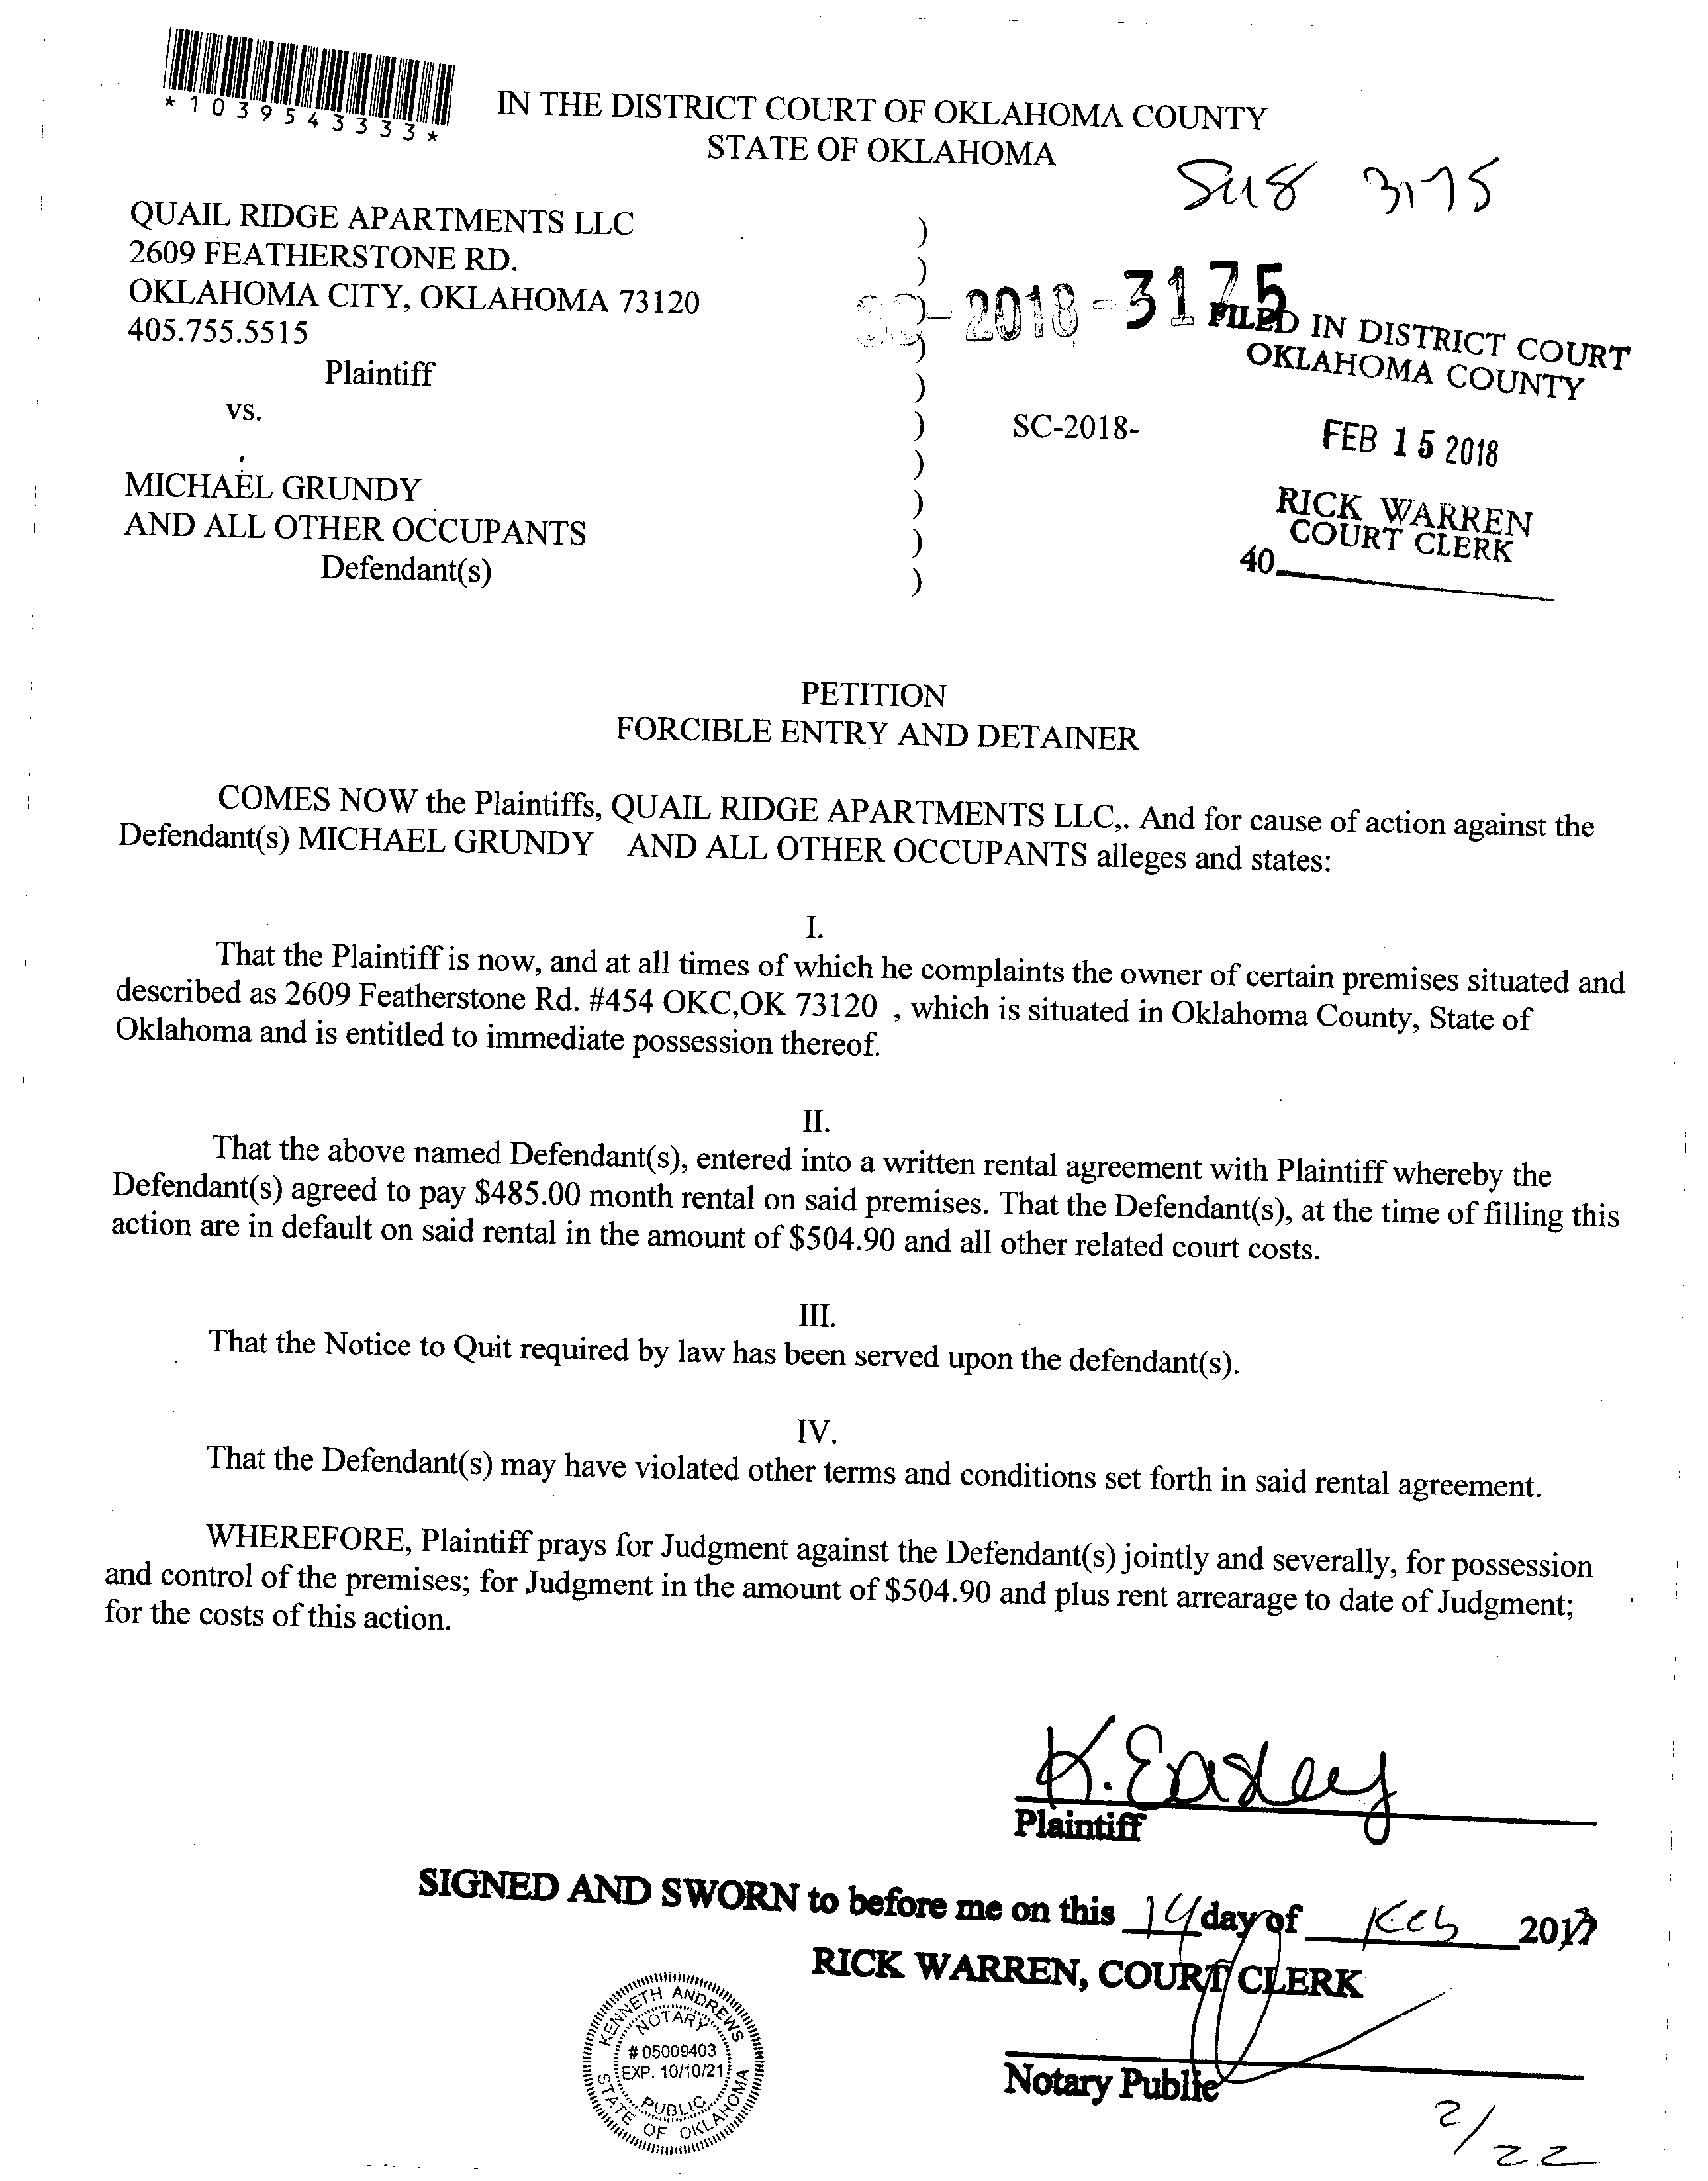 *1039543333*
IN THE DISTRICT COURT OF OKLAHOMA COUNTY
STATE OF OKLAHOMA
3175
QUAIL RIDGE APARTMENTS LLC )
2609 FEATHERSTONE RD. )
OKLAHOMA CITY, OKLAHOMA 73120
-2018-3175
405.755.5515 )
FILED IN DISTRICT COURT
OKLAHOMA COUNTY
Plaintiff )
vs. ) SC-2018-
FEB 15 2018
)
MICHAEL GRUNDY )
AND ALL OTHER OCCUPANTS )
Defendant(s) )
RICK WARREN
COURT CLERK
40
PETITION
FORCIBLE ENTRY AND DETAINER
COMES NOW the Plaintiffs, QUAIL RIDGE APARTMENTS LLC,. And for cause of action against the
Defendant(s) MICHAEL GRUNDY AND ALL OTHER OCCUPANTS alleges and states:
I.
That the Plaintiff is now, and at all times of which he complaints the owner of certain premises situated and
described as 2609 Featherstone Rd. #454 OKC,OK 73120 , which is situated in Oklahoma County, State of
Oklahoma and is entitled to immediate possession thereof.
II.
That the above named Defendant(s), entered into a written rental agreement with Plaintiff whereby the
Defendant(s) agreed to pay $485.00 month rental on said premises. That the Defendant(s), at the time of filling this
action are in default on said rental in the amount of $504.90 and all other related court costs.
III.
That the Notice to Quit required by law has been served upon the defendant(s).
IV.
That the Defendant(s) may have violated other terms and conditions set forth in said rental agreement.
WHEREFORE, Plaintiff prays for Judgment against the Defendant(s) jointly and severally, for possession
and control of the premises; for Judgment in the amount of $504.90 and plus rent arrearage to date of Judgment;
for the costs of this action.
K. Easley
Plaintiff
SIGNED AND SWORN to before me on this 14 day of Feb 201
RICK WARREN, COURT CLERK
KENNETH ANDREWS
NOTARY
# 05009403
EXP. 10/10/21
PUBLIC
STATE OF OKLAHOMA
Notary Public
2/22